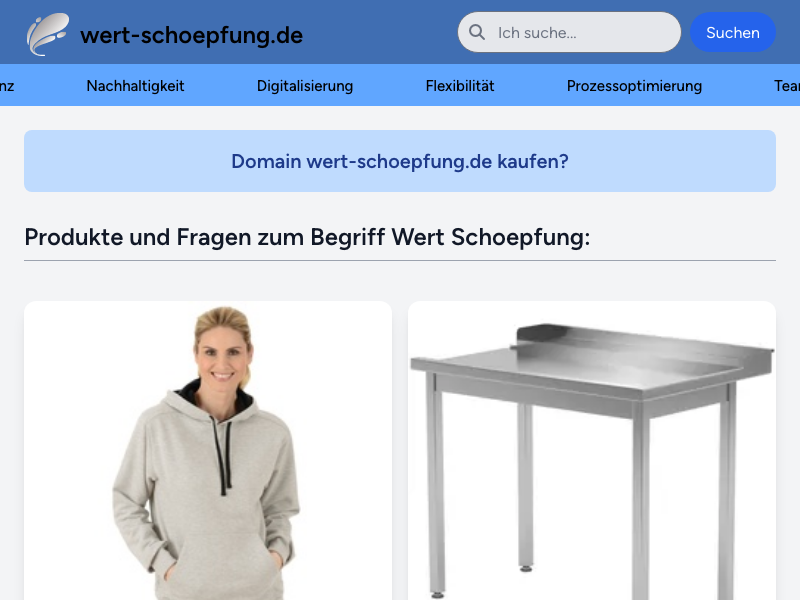 wert-schoepfung.de
Ich suche...
Suchen
nz Nachhaltigkeit Digitalisierung Flexibilität Prozessoptimierung Tea
Domain wert-schoepfung.de kaufen?
Produkte und Fragen zum Begriff Wert Schoepfung: